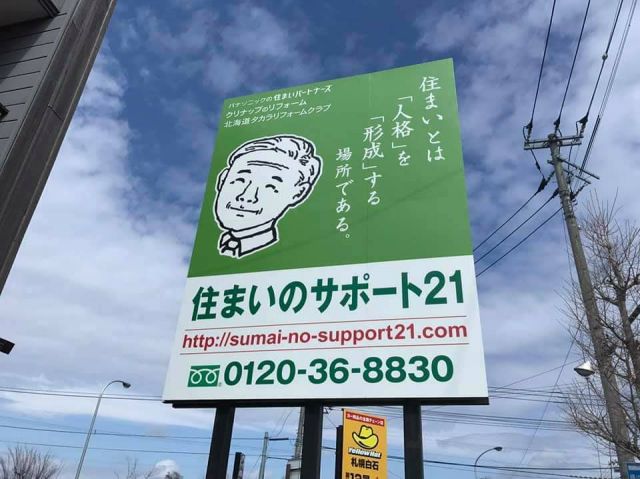 パナソニックの住まいパートナーズ
クリナップのリフォーム
北海道タカラリフォームクラブ
住まいとは
「人格」を
「形成」する
場所である。
住まいのサポート21
http://sumai-no-support21.com
0120-36-8830
Yellow Hat
札幌白石